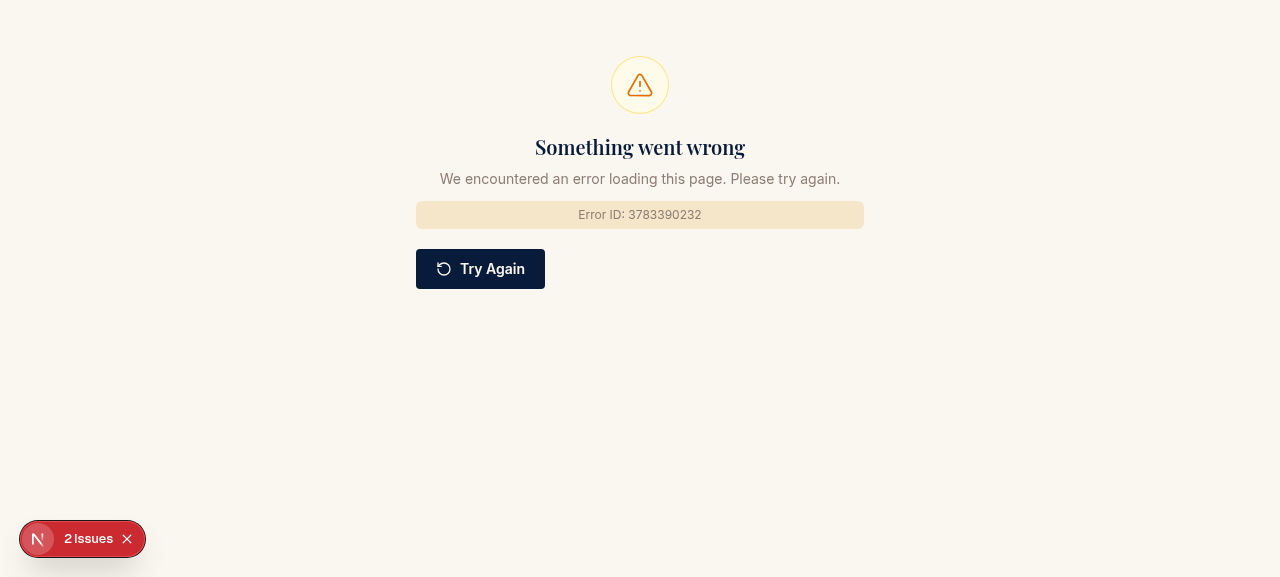 Something went wrong
We encountered an error loading this page. Please try again.
Error ID: 3783390232
Try Again
N 2 Issues